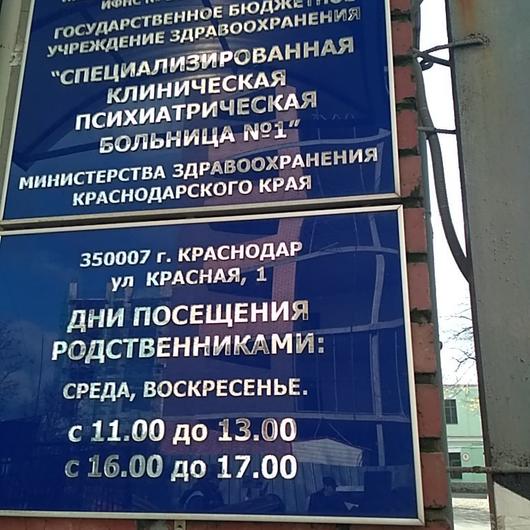 ИФНС
ГОСУДАРСТВЕННОЕ БЮДЖЕТНОЕ
УЧРЕЖДЕНИЕ ЗДРАВООХРАНЕНИЯ
"СПЕЦИАЛИЗИРОВАННАЯ
КЛИНИЧЕСКАЯ
ПСИХИАТРИЧЕСКАЯ
БОЛЬНИЦА №1"
МИНИСТЕРСТВА ЗДРАВООХРАНЕНИЯ
КРАСНОДАРСКОГО КРАЯ
350007 г. КРАСНОДАР
ул КРАСНАЯ, 1
ДНИ ПОСЕЩЕНИЯ
РОДСТВЕННИКАМИ:
СРЕДА, ВОСКРЕСЕНЬЕ.
с 11.00 до 13.00
с 16.00 до 17.00